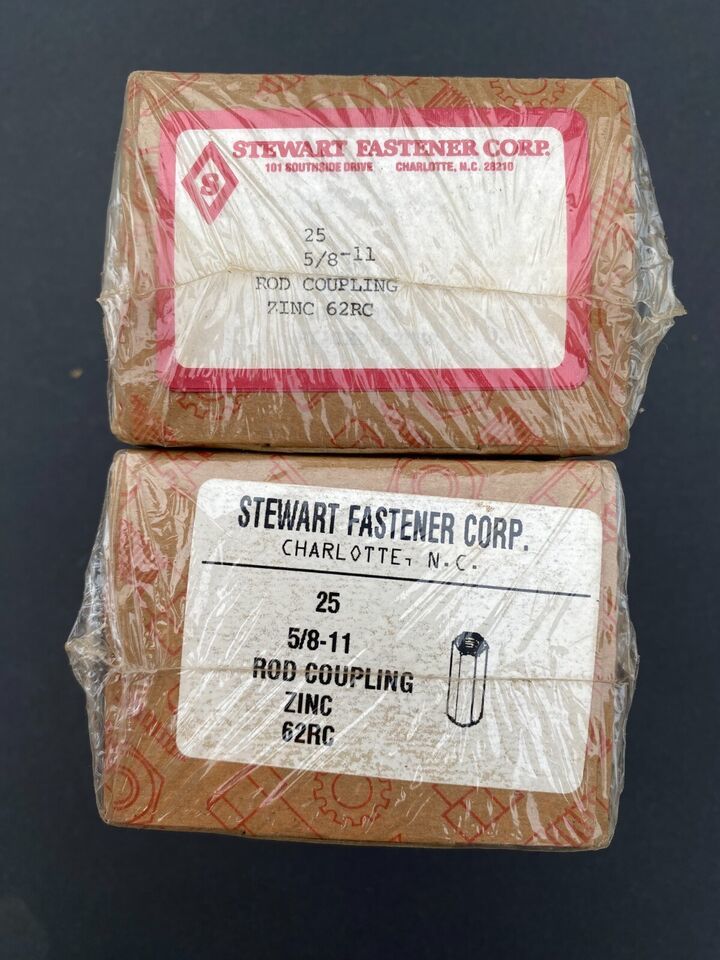 S
STEWART FASTENER CORP.
101 SOUTHSIDE DRIVE CHARLOTTE, N.C. 28210
25
5/8-11
ROD COUPLING
ZINC 62RC
STEWART FASTENER CORP.
CHARLOTTE, N.C.
25
5/8-11
ROD COUPLING
ZINC
62RC